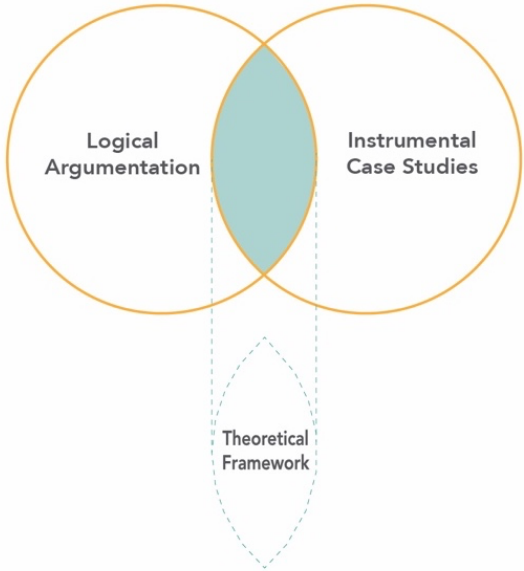 Logical
Argumentation
Instrumental
Case Studies
Theoretical
Framework